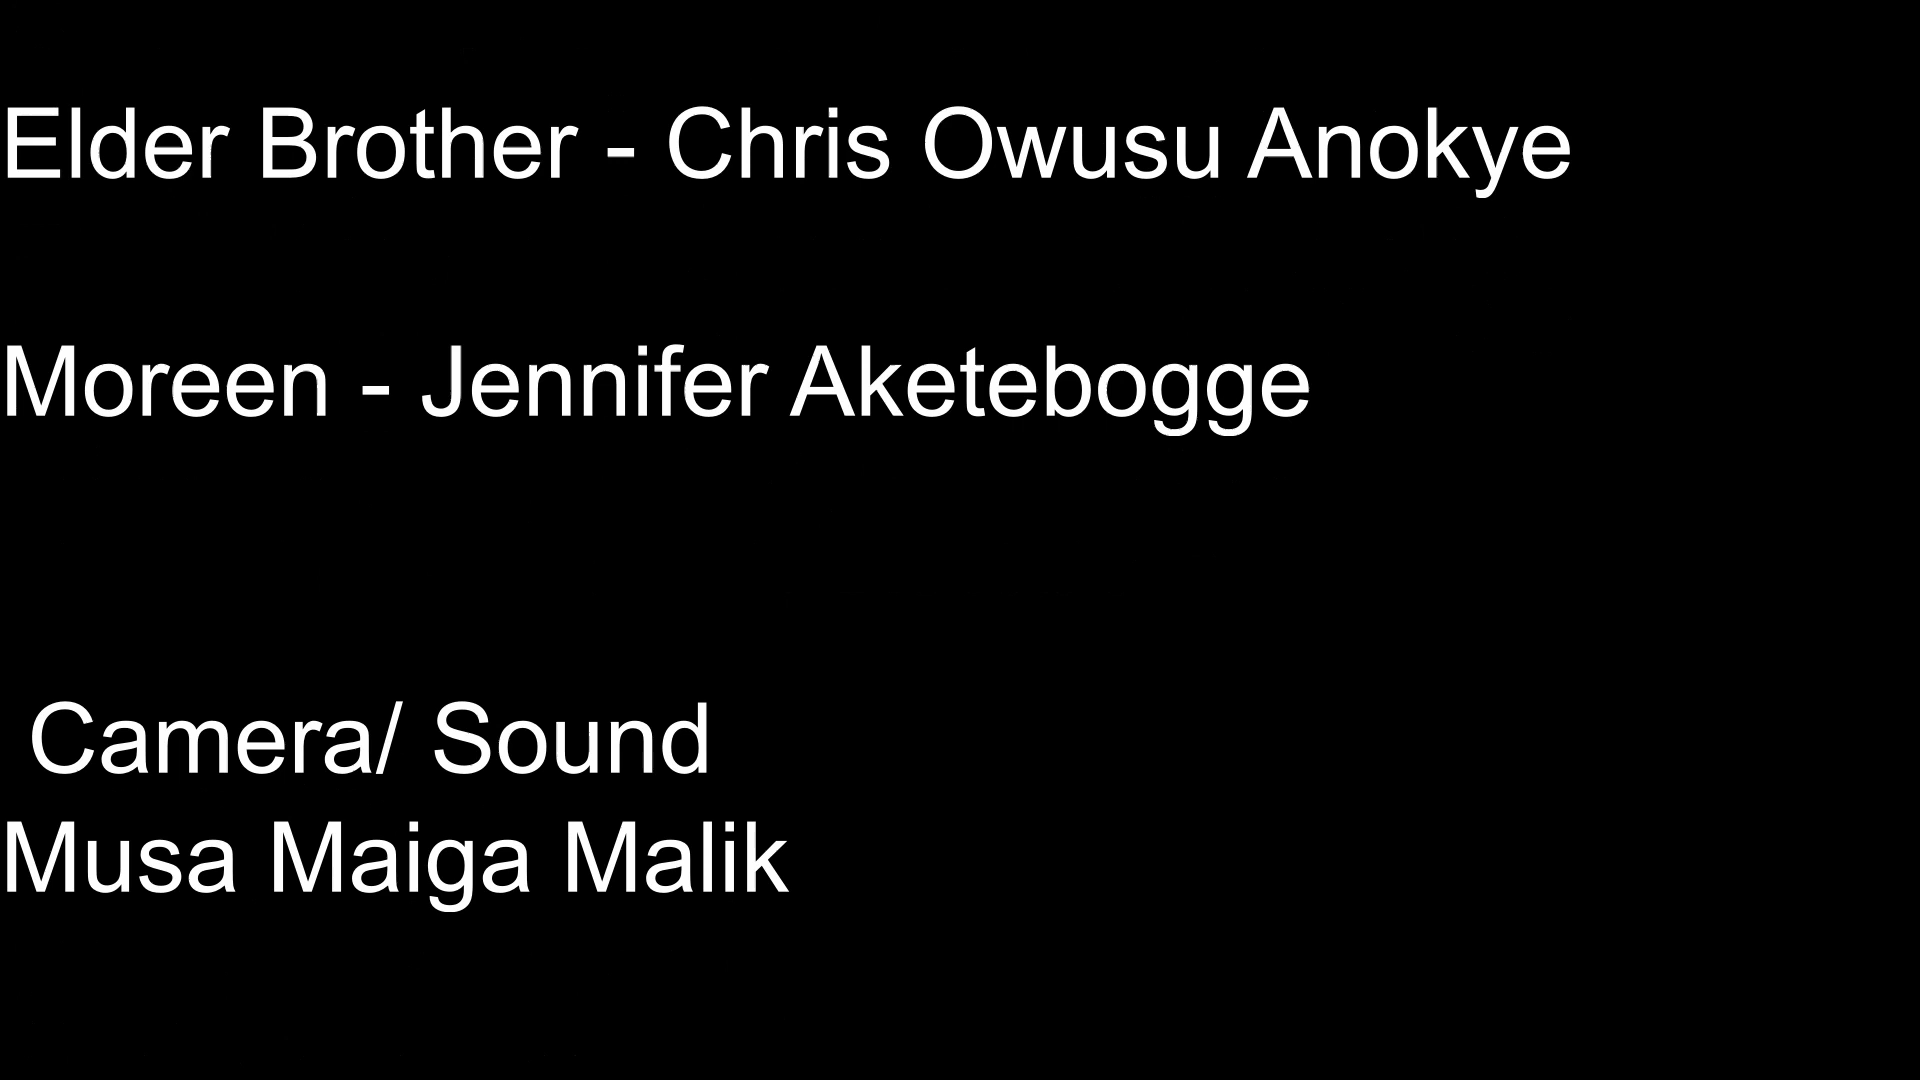 Elder Brother - Chris Owusu Anokye
Moreen - Jennifer Aketebogge
Camera/ Sound
Musa Maiga Malik